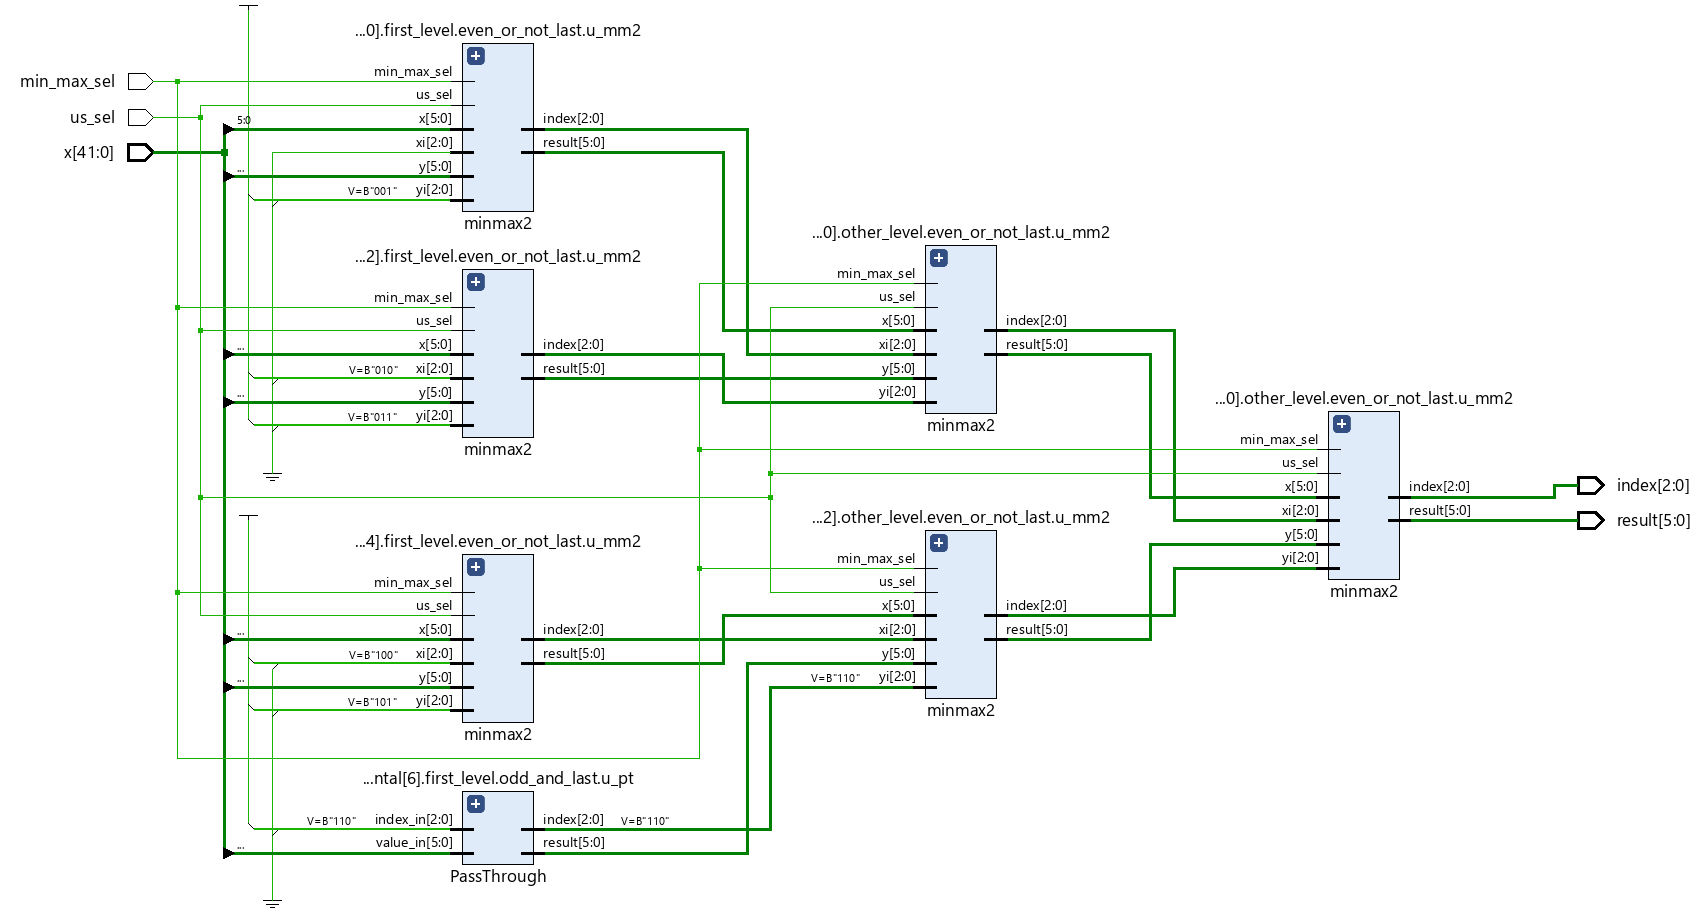 ...0].first_level.even_or_not_last.u_mm2
min_max_sel
us_sel
x[41:0]
min_max_sel
us_sel
5:0
x[5:0]
xi[2:0]
...
y[5:0]
V=B"001"
yi[2:0]
index[2:0]
result[5:0]
minmax2
...2].first_level.even_or_not_last.u_mm2
min_max_sel
us_sel
...
x[5:0]
V=B"010"
xi[2:0]
...
y[5:0]
V=B"011"
yi[2:0]
index[2:0]
result[5:0]
minmax2
...0].other_level.even_or_not_last.u_mm2
min_max_sel
us_sel
x[5:0]
xi[2:0]
y[5:0]
yi[2:0]
index[2:0]
result[5:0]
minmax2
...0].other_level.even_or_not_last.u_mm2
min_max_sel
us_sel
x[5:0]
xi[2:0]
y[5:0]
yi[2:0]
index[2:0]
result[5:0]
minmax2
index[2:0]
result[5:0]
...4].first_level.even_or_not_last.u_mm2
min_max_sel
us_sel
...
x[5:0]
V=B"100"
xi[2:0]
...
y[5:0]
V=B"101"
yi[2:0]
index[2:0]
result[5:0]
minmax2
...2].other_level.even_or_not_last.u_mm2
min_max_sel
us_sel
x[5:0]
xi[2:0]
y[5:0]
V=B"110"
yi[2:0]
index[2:0]
result[5:0]
minmax2
...ntal[6].first_level.odd_and_last.u_pt
V=B"110"
index_in[2:0]
...
value_in[5:0]
index[2:0]
V=B"110"
result[5:0]
PassThrough